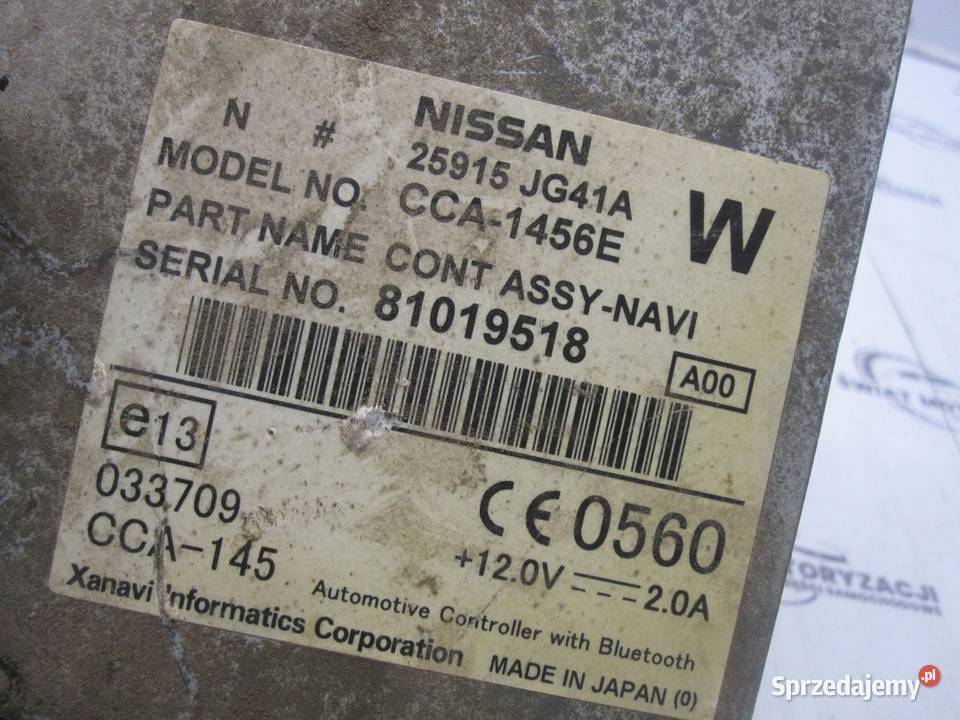 NISSAN
N # 25915 JG41A
MODEL NO. CCA-1456E
W
PART NAME CONT ASSY-NAVI
SERIAL NO. 81019518
A00
e13
033709
CCA-145
CE 0560
+12.0V 2.0A
Automotive Controller with Bluetooth
Xanavi Informatics Corporation
MADE IN JAPAN (0)
Sprzedajemy.pl